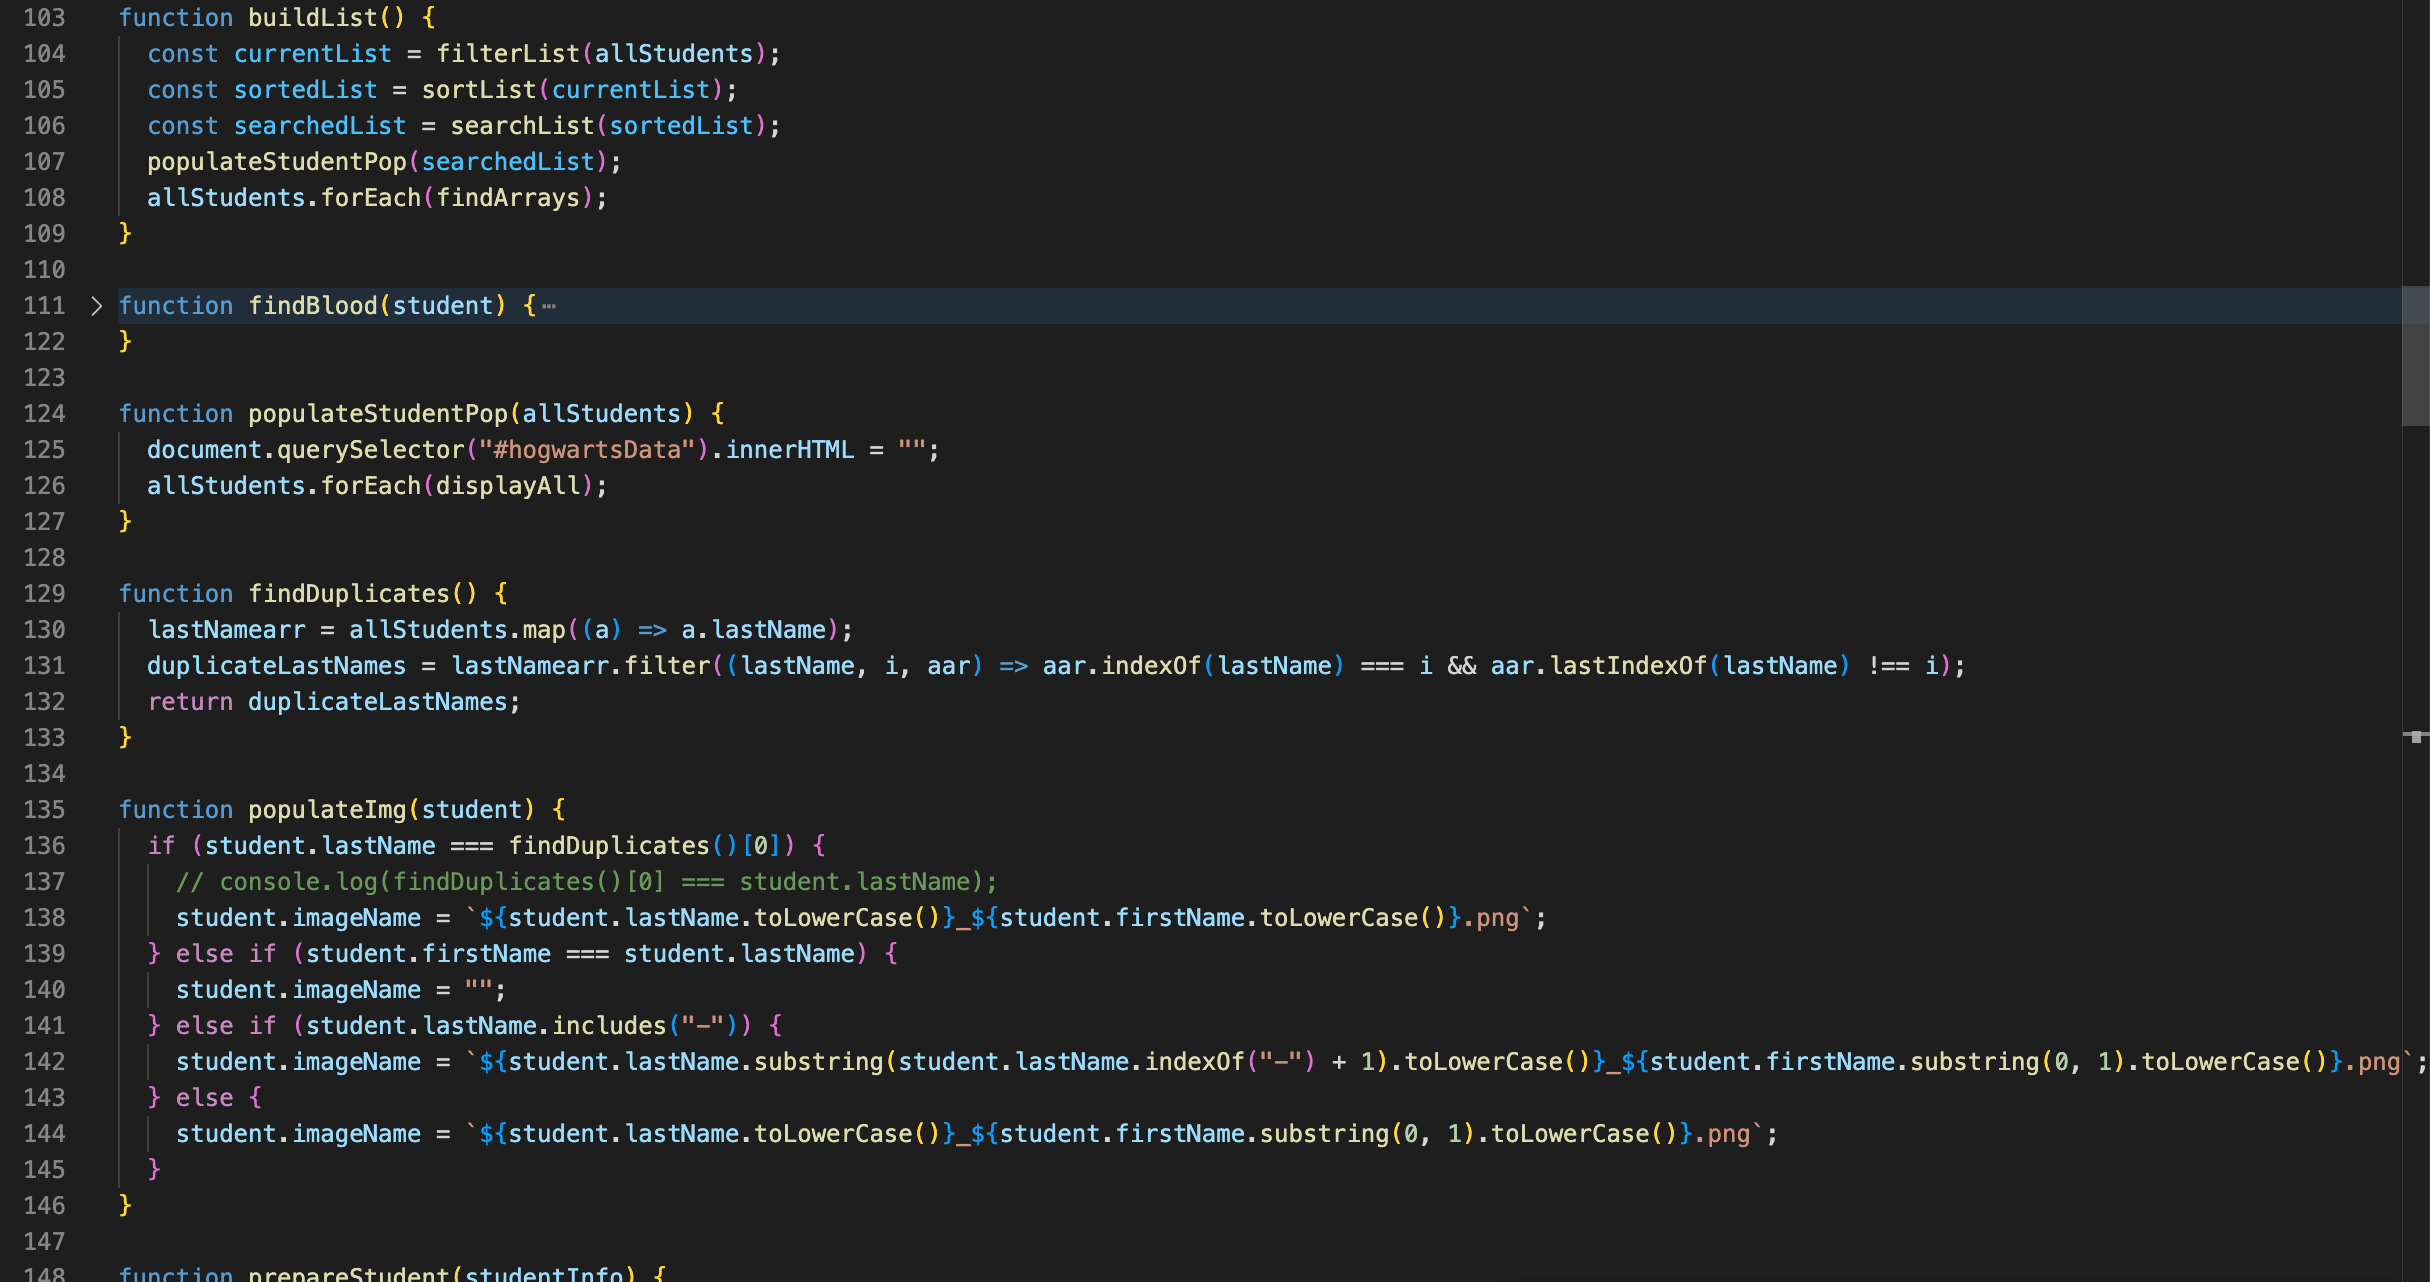 103 function buildList() {
104 const currentList = filterList(allStudents);
105 const sortedList = sortList(currentList);
106 const searchedList = searchList(sortedList);
107 populateStudentPop(searchedList);
108 allStudents.forEach(findArrays);
109 }
110
111 function findBlood(student) {⋯
122 }
123
124 function populateStudentPop(allStudents) {
125 document.querySelector("#hogwartsData").innerHTML = "";
126 allStudents.forEach(displayAll);
127 }
128
129 function findDuplicates() {
130 lastNamearr = allStudents.map((a) => a.lastName);
131 duplicateLastNames = lastNamearr.filter((lastName, i, aar) => aar.indexOf(lastName) === i && aar.lastIndexOf(lastName) !== i);
132 return duplicateLastNames;
133 }
134
135 function populateImg(student) {
136 if (student.lastName === findDuplicates()[0]) {
137 // console.log(findDuplicates()[0] === student.lastName);
138 student.imageName = `${student.lastName.toLowerCase()}_${student.firstName.toLowerCase()}.png`;
139 } else if (student.firstName === student.lastName) {
140 student.imageName = "";
141 } else if (student.lastName.includes("-")) {
142 student.imageName = `${student.lastName.substring(student.lastName.indexOf("-") + 1).toLowerCase()}_${student.firstName.substring(0, 1).toLowerCase()}.png`;
143 } else {
144 student.imageName = `${student.lastName.toLowerCase()}_${student.firstName.substring(0, 1).toLowerCase()}.png`;
145 }
146 }
147
148 function prepareStudent(studentInfo) {